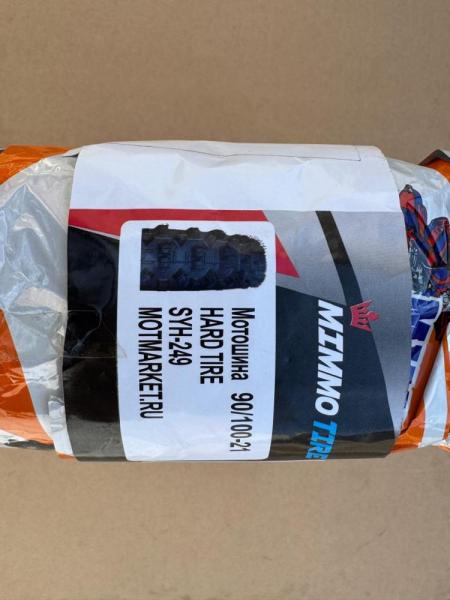 MIMMO TIRE
Мотошина 90/100-21
HARD TIRE
SYH-249
MOTMARKET.RU